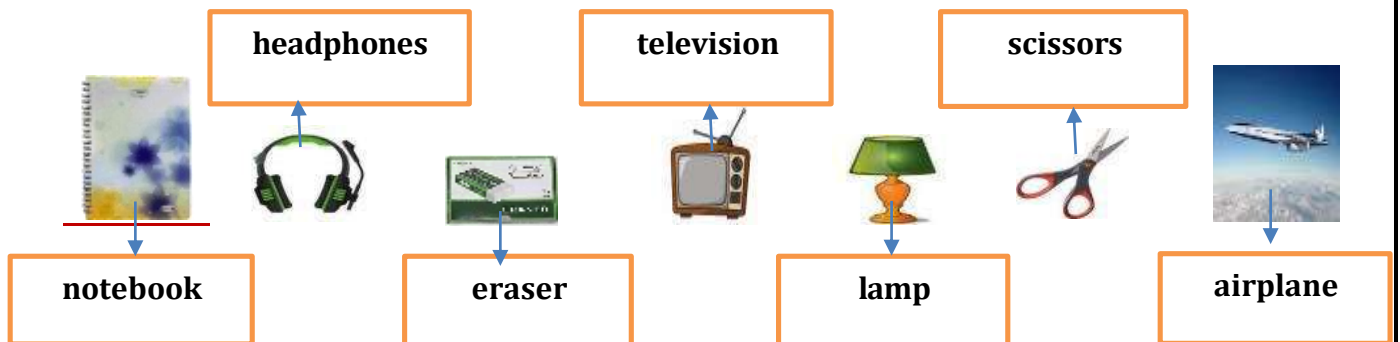 headphones
television
scissors
notebook
eraser
lamp
airplane